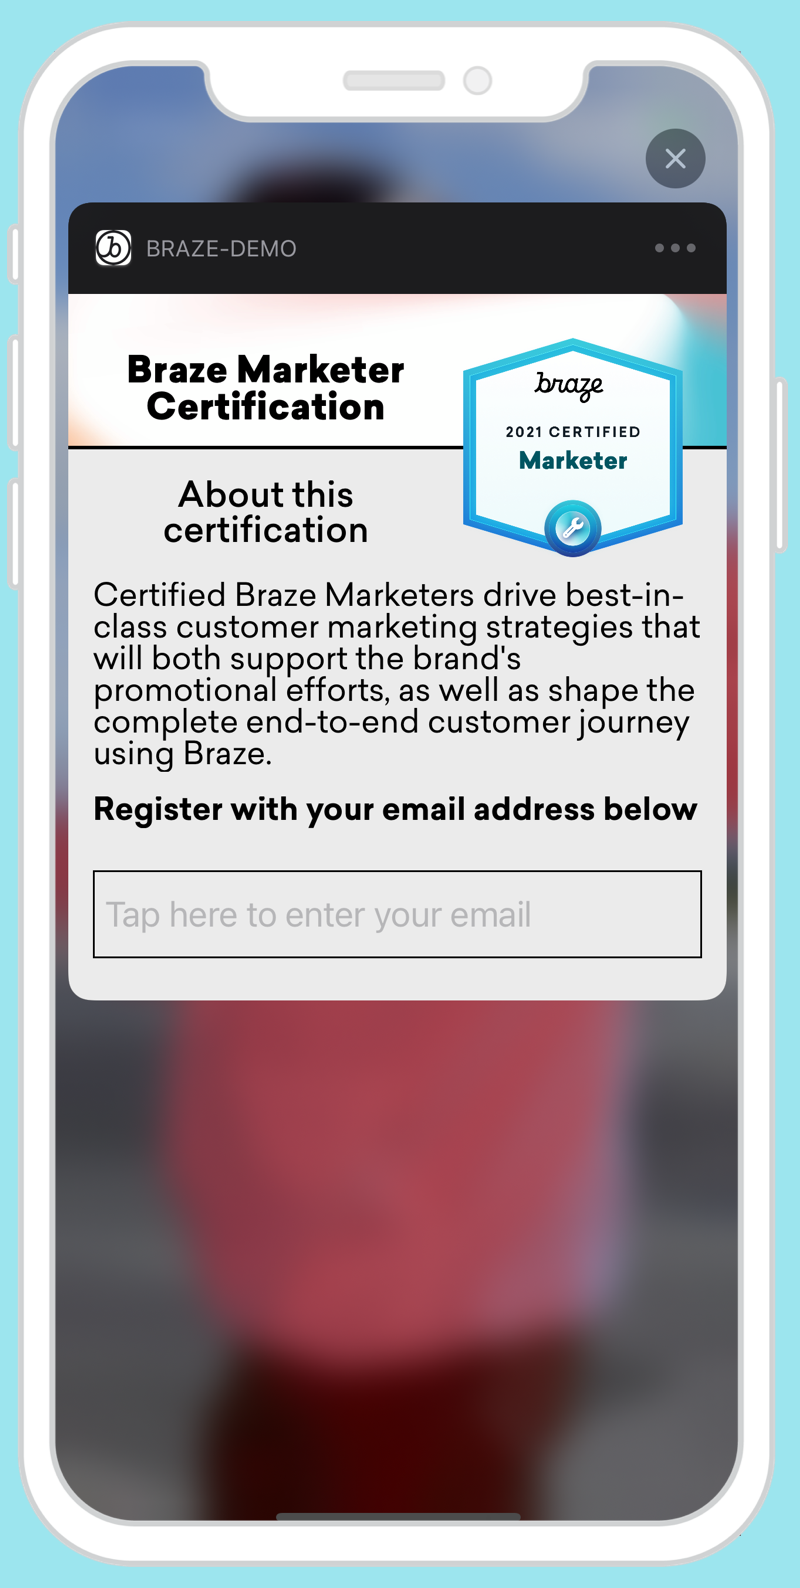 BRAZE-DEMO
Braze Marketer
Certification
braze
2021 CERTIFIED
Marketer
About this
certification
Certified Braze Marketers drive best-in-
class customer marketing strategies that
will both support the brand's
promotional efforts, as well as shape the
complete end-to-end customer journey
using Braze.
Register with your email address below
Tap here to enter your email